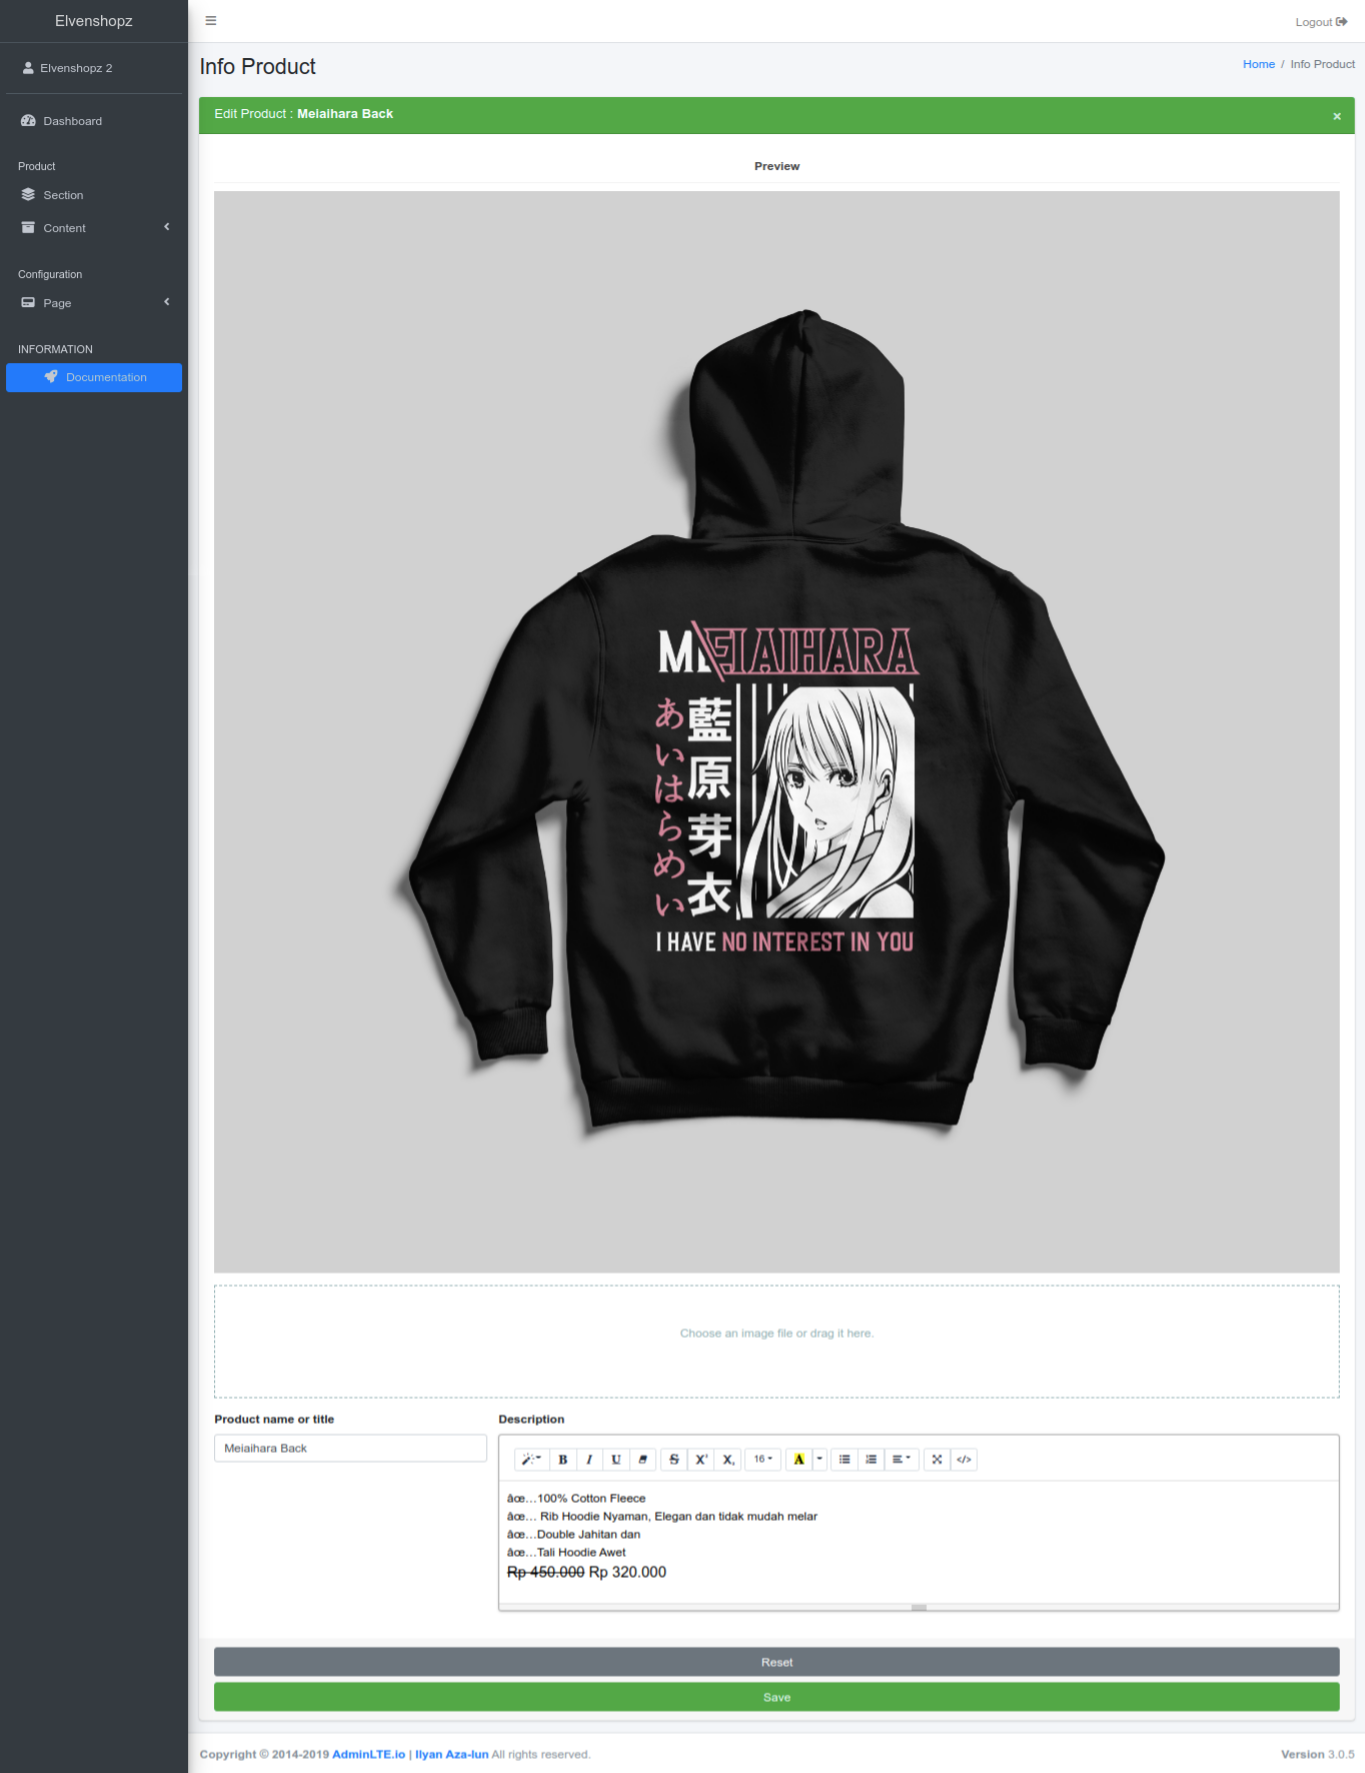 Elvenshopz
Logout
Elvenshopz 2
Info Product
Home / Info Product
Dashboard
Edit Product : Meiaihara Back
×
Product
Section
Content
Configuration
Page
INFORMATION
Documentation
Preview
MEIAIHARA
あいはらめい
藍原芽衣
I HAVE NO INTEREST IN YOU
Choose an image file or drag it here.
Product name or title
Description
Meiaihara Back
B I U S X' X, 16 A </>
âœ…100% Cotton Fleece
âœ… Rib Hoodie Nyaman, Elegan dan tidak mudah melar
âœ…Double Jahitan dan
âœ…Tali Hoodie Awet
Rp 450.000 Rp 320.000
Reset
Save
Copyright © 2014-2019 AdminLTE.io | Ilyan Aza-lun All rights reserved.
Version 3.0.5